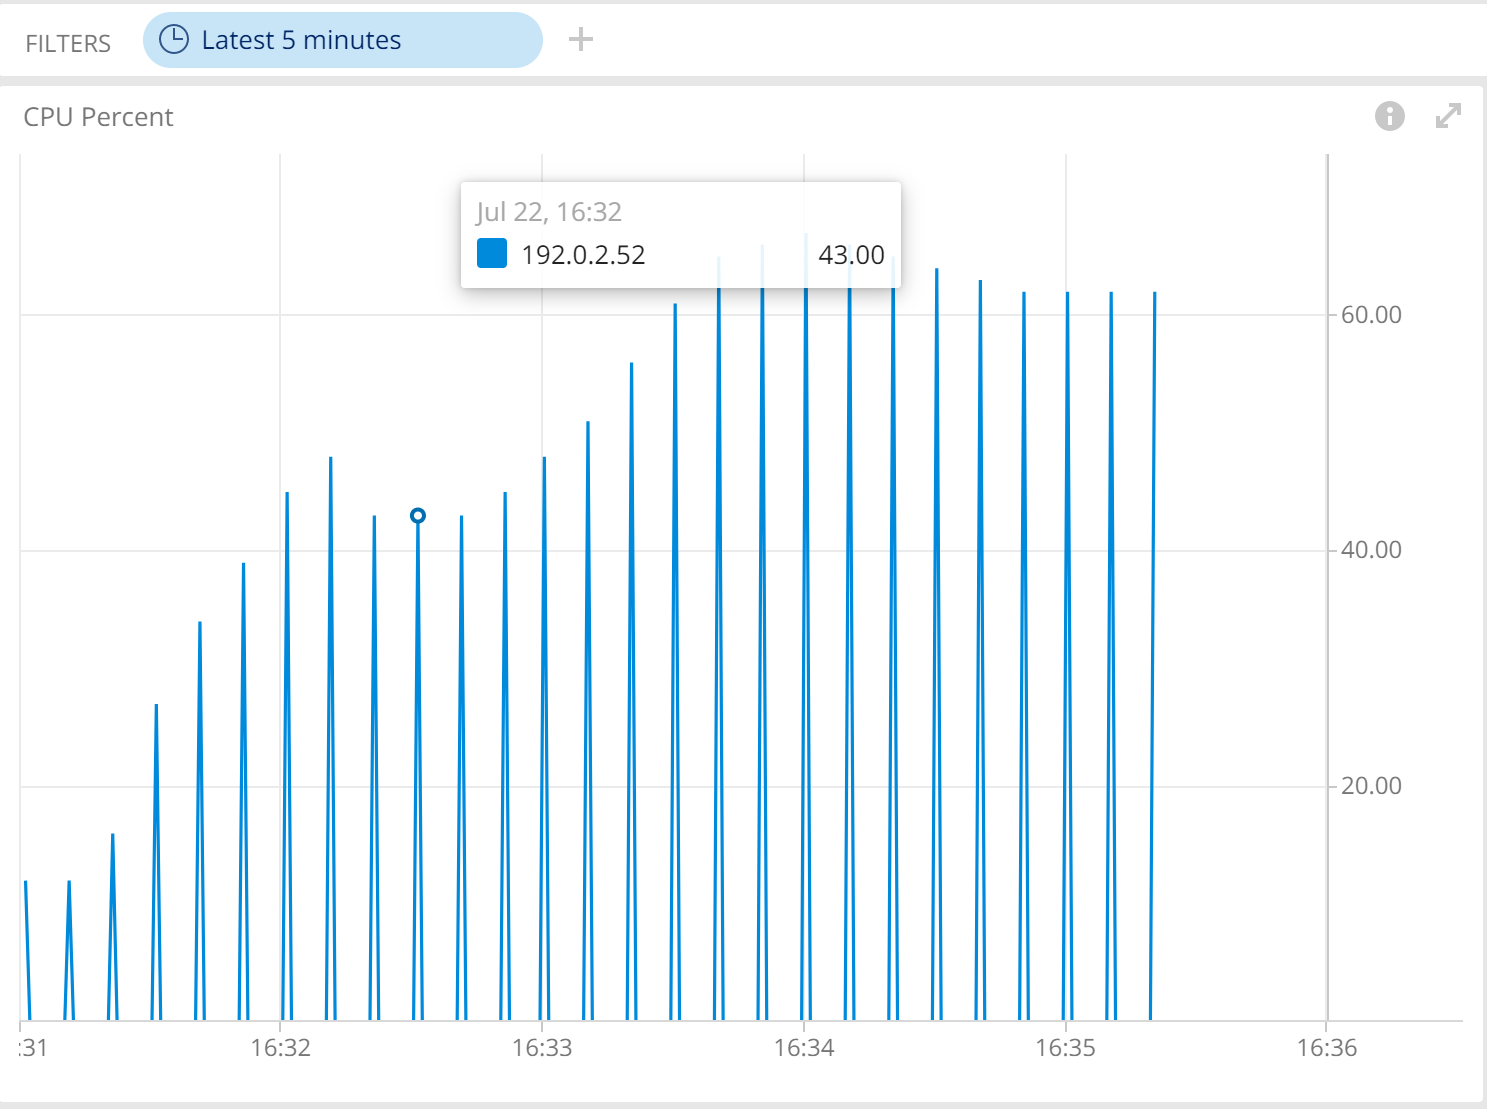 FILTERS Latest 5 minutes +
CPU Percent
Jul 22, 16:32
192.0.2.52 43.00
60.00
40.00
20.00
:31 16:32 16:33 16:34 16:35 16:36